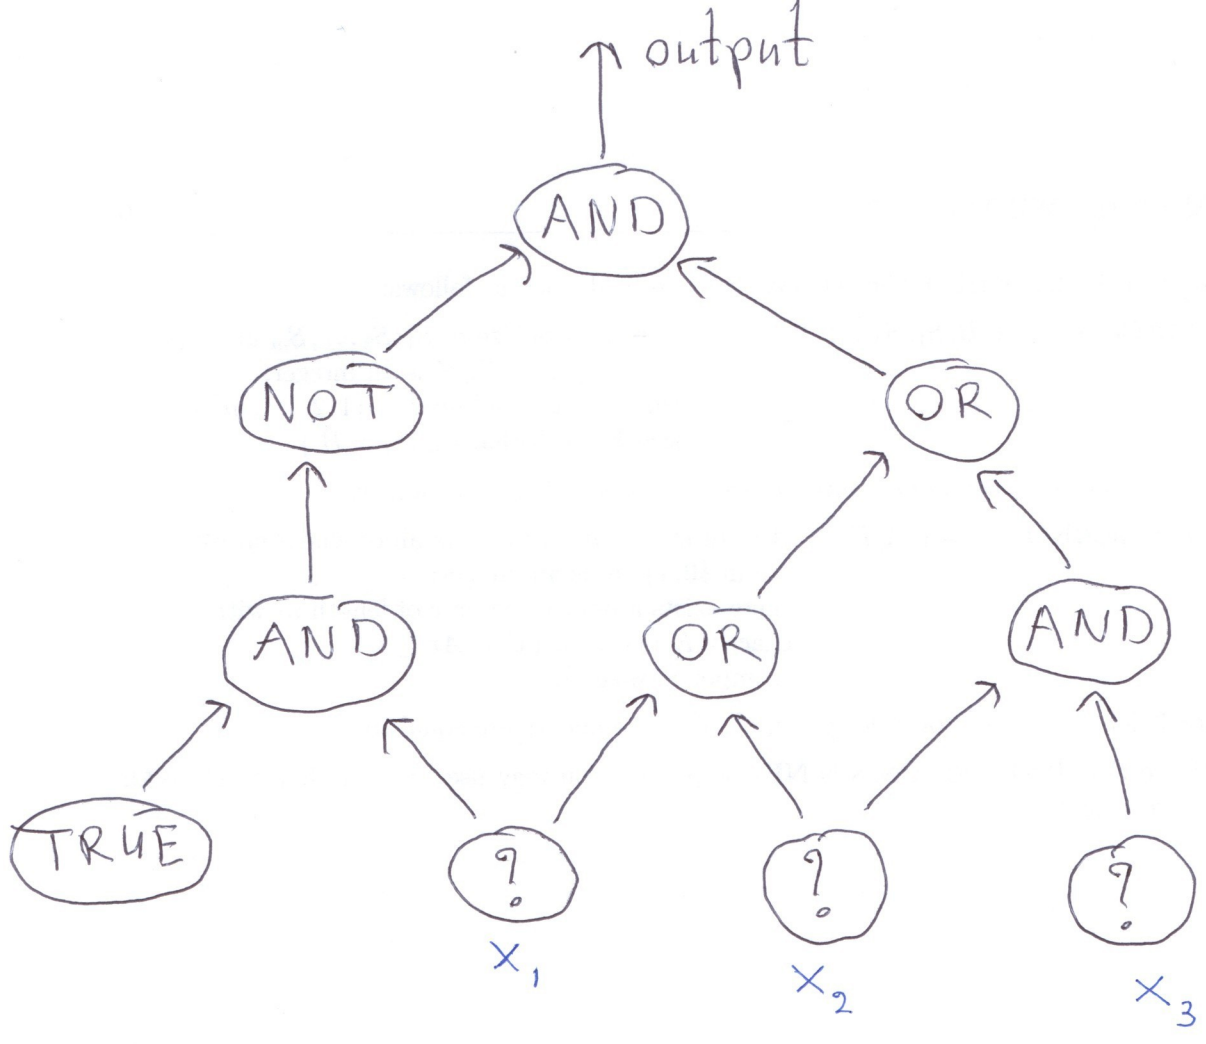 output
AND
NOT
OR
AND
OR
AND
TRUE
?
?
?
x₁
x₂
x₃